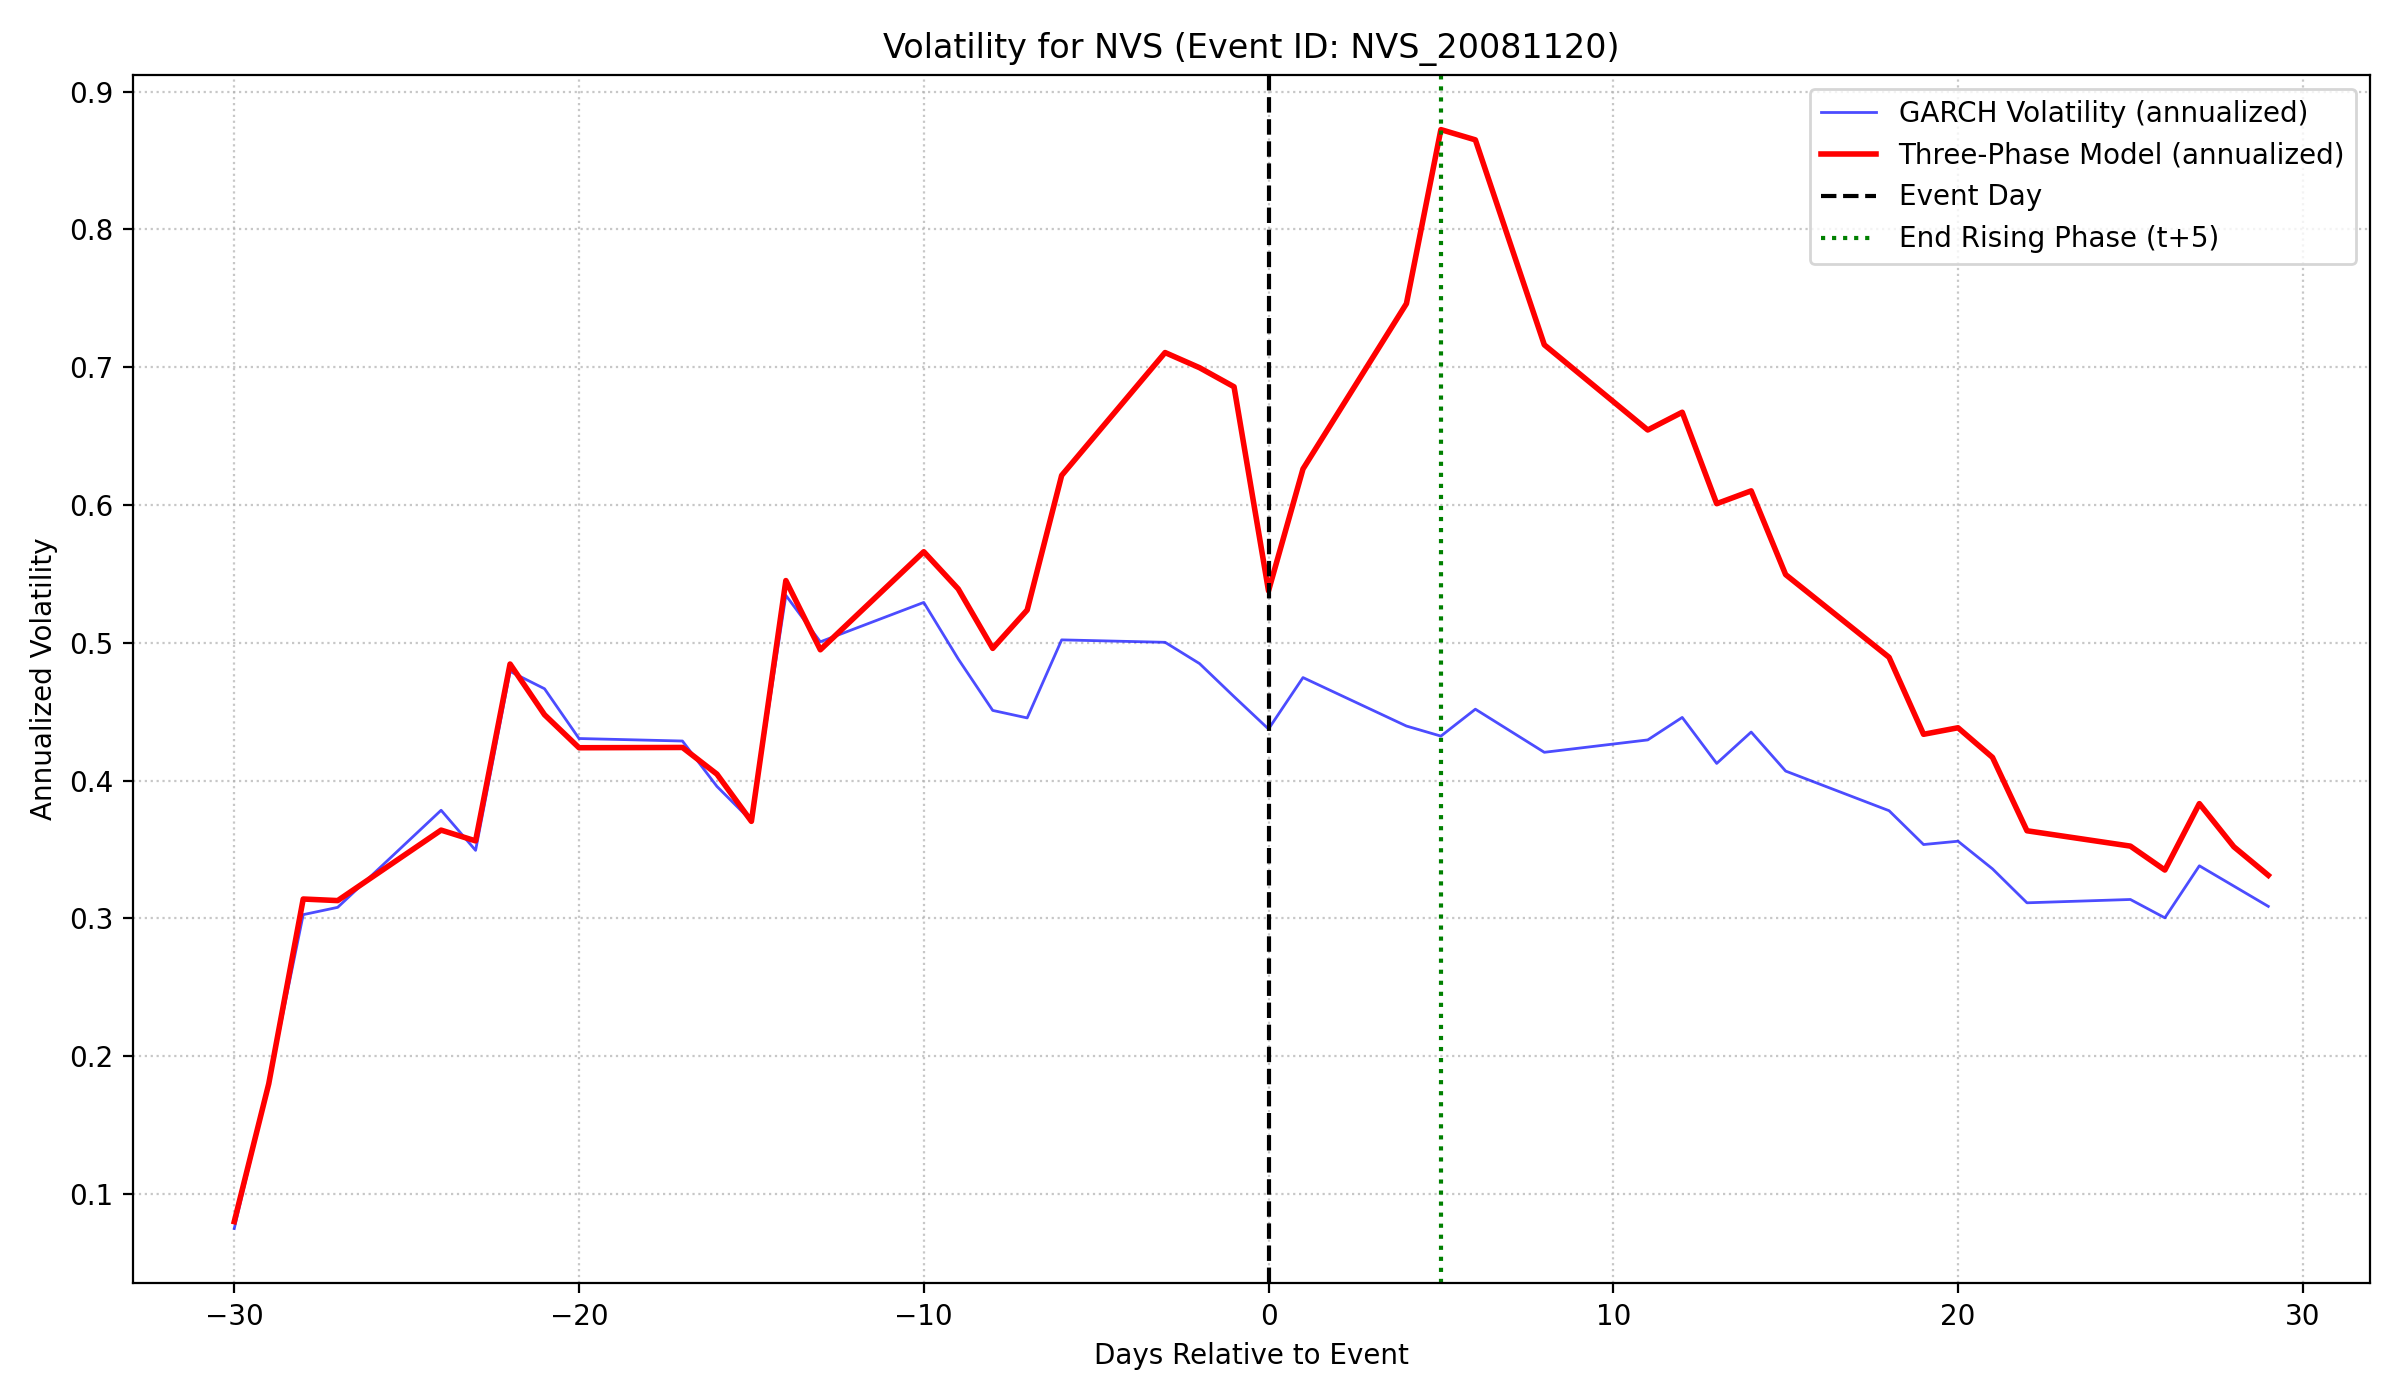 Volatility for NVS (Event ID: NVS_20081120)
GARCH Volatility (annualized)
Three-Phase Model (annualized)
Event Day
End Rising Phase (t+5)
Annualized Volatility
0.9
0.8
0.7
0.6
0.5
0.4
0.3
0.2
0.1
−30
−20
−10
0
10
20
30
Days Relative to Event